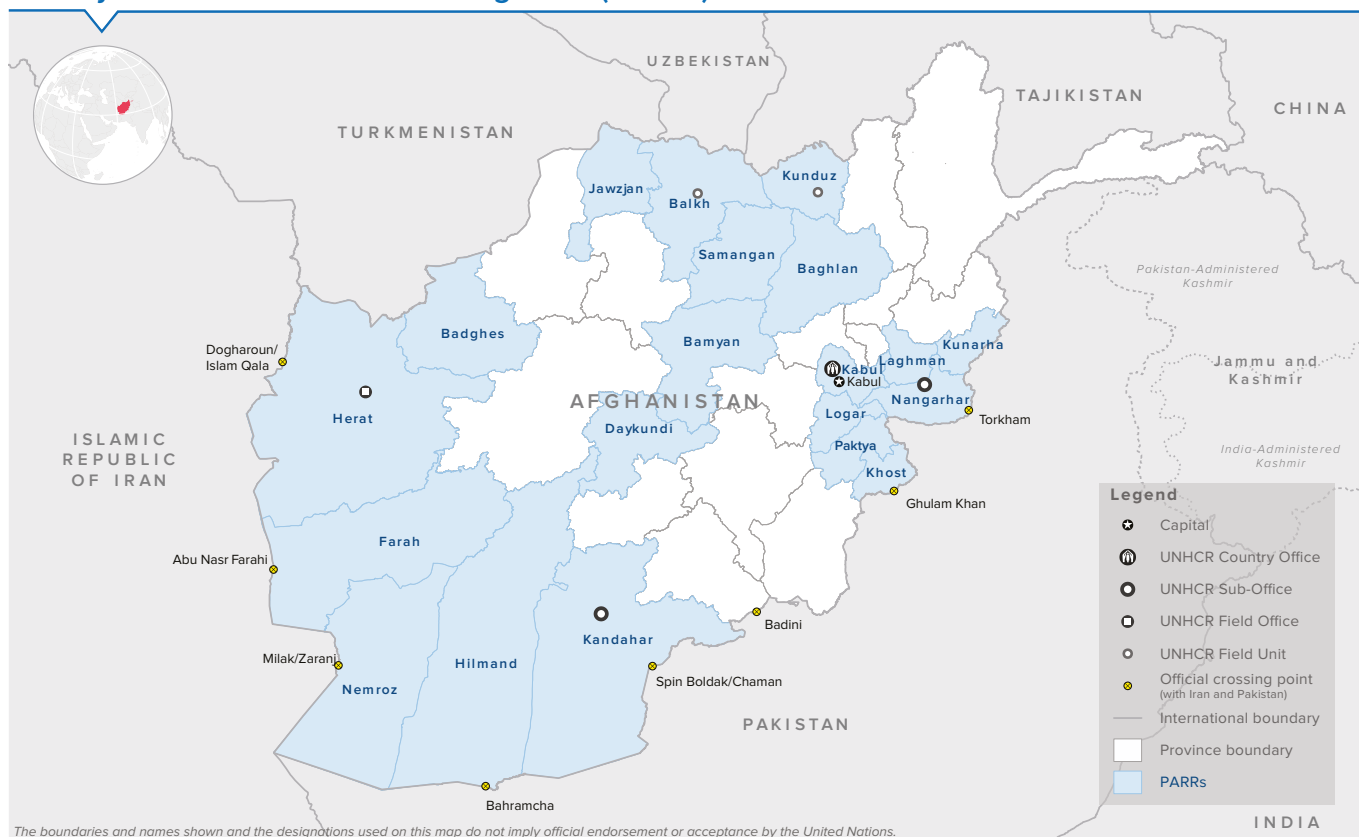 UZBEKISTAN
TAJIKISTAN
CHINA
TURKMENISTAN
Jawzjan
Balkh
Kunduz
Samangan
Baghlan
Pakistan-Administered
Kashmir
Badghes
Bamyan
Kunarha
Laghman
Dogharoun/
Islam Qala
Kabul
Kabul
Jammu and
Kashmir
AFGHANISTAN
Nangarhar
Herat
Logar
Torkham
Daykundi
Paktya
ISLAMIC
REPUBLIC
OF IRAN
India-Administered
Kashmir
Khost
Ghulam Khan
Farah
Abu Nasr Farahi
Badini
Kandahar
Milak/Zaranj
Hilmand
Nemroz
Spin Boldak/Chaman
PAKISTAN
Bahramcha
Legend
Capital
UNHCR Country Office
UNHCR Sub-Office
UNHCR Field Office
UNHCR Field Unit
Official crossing point
(with Iran and Pakistan)
International boundary
Province boundary
PARRs
INDIA
The boundaries and names shown and the designations used on this map do not imply official endorsement or acceptance by the United Nations.